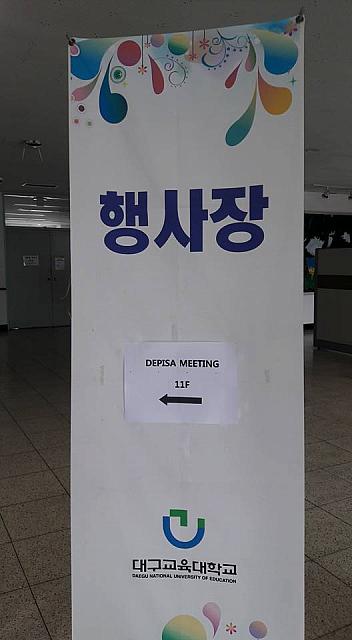 행사장
DEPISA MEETING
11F
대구교육대학교
DAEGU NATIONAL UNIVERSITY OF EDUCATION